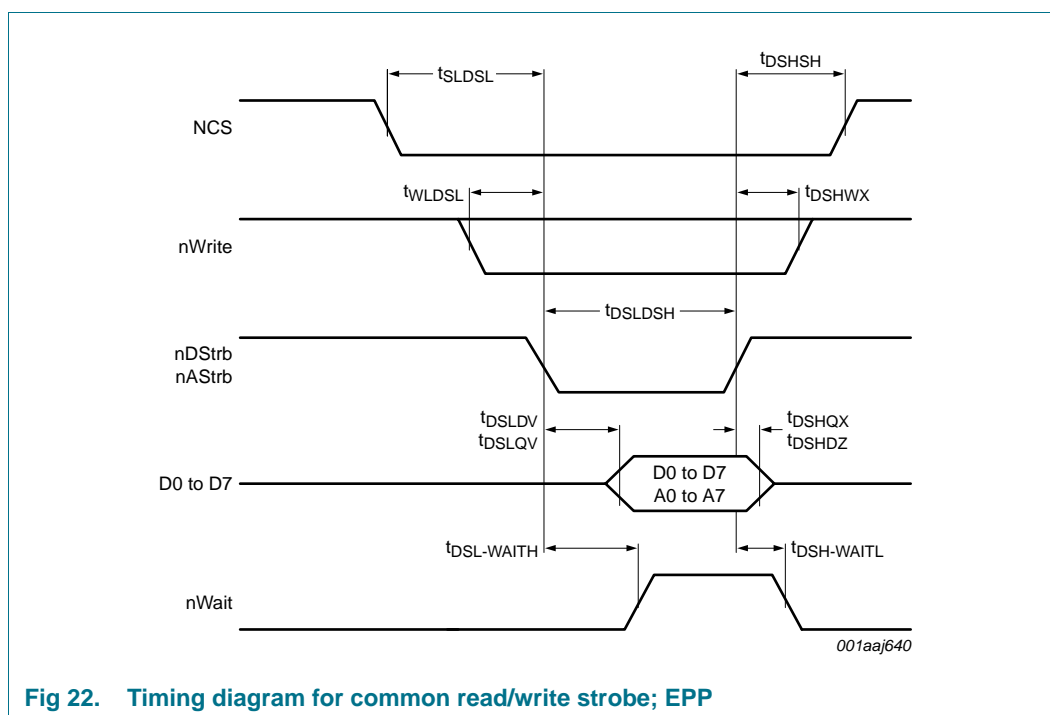 tSLDSL
tDSHSH
NCS
tWLDSL
tDSHWX
nWrite
tDSLDSH
nDStrb
nAStrb
tDSLDV
tDSLQV
tDSHQX
tDSHDZ
D0 to D7
D0 to D7
A0 to A7
tDSL-WAITH
tDSH-WAITL
nWait
001aaj640
Fig 22. Timing diagram for common read/write strobe; EPP